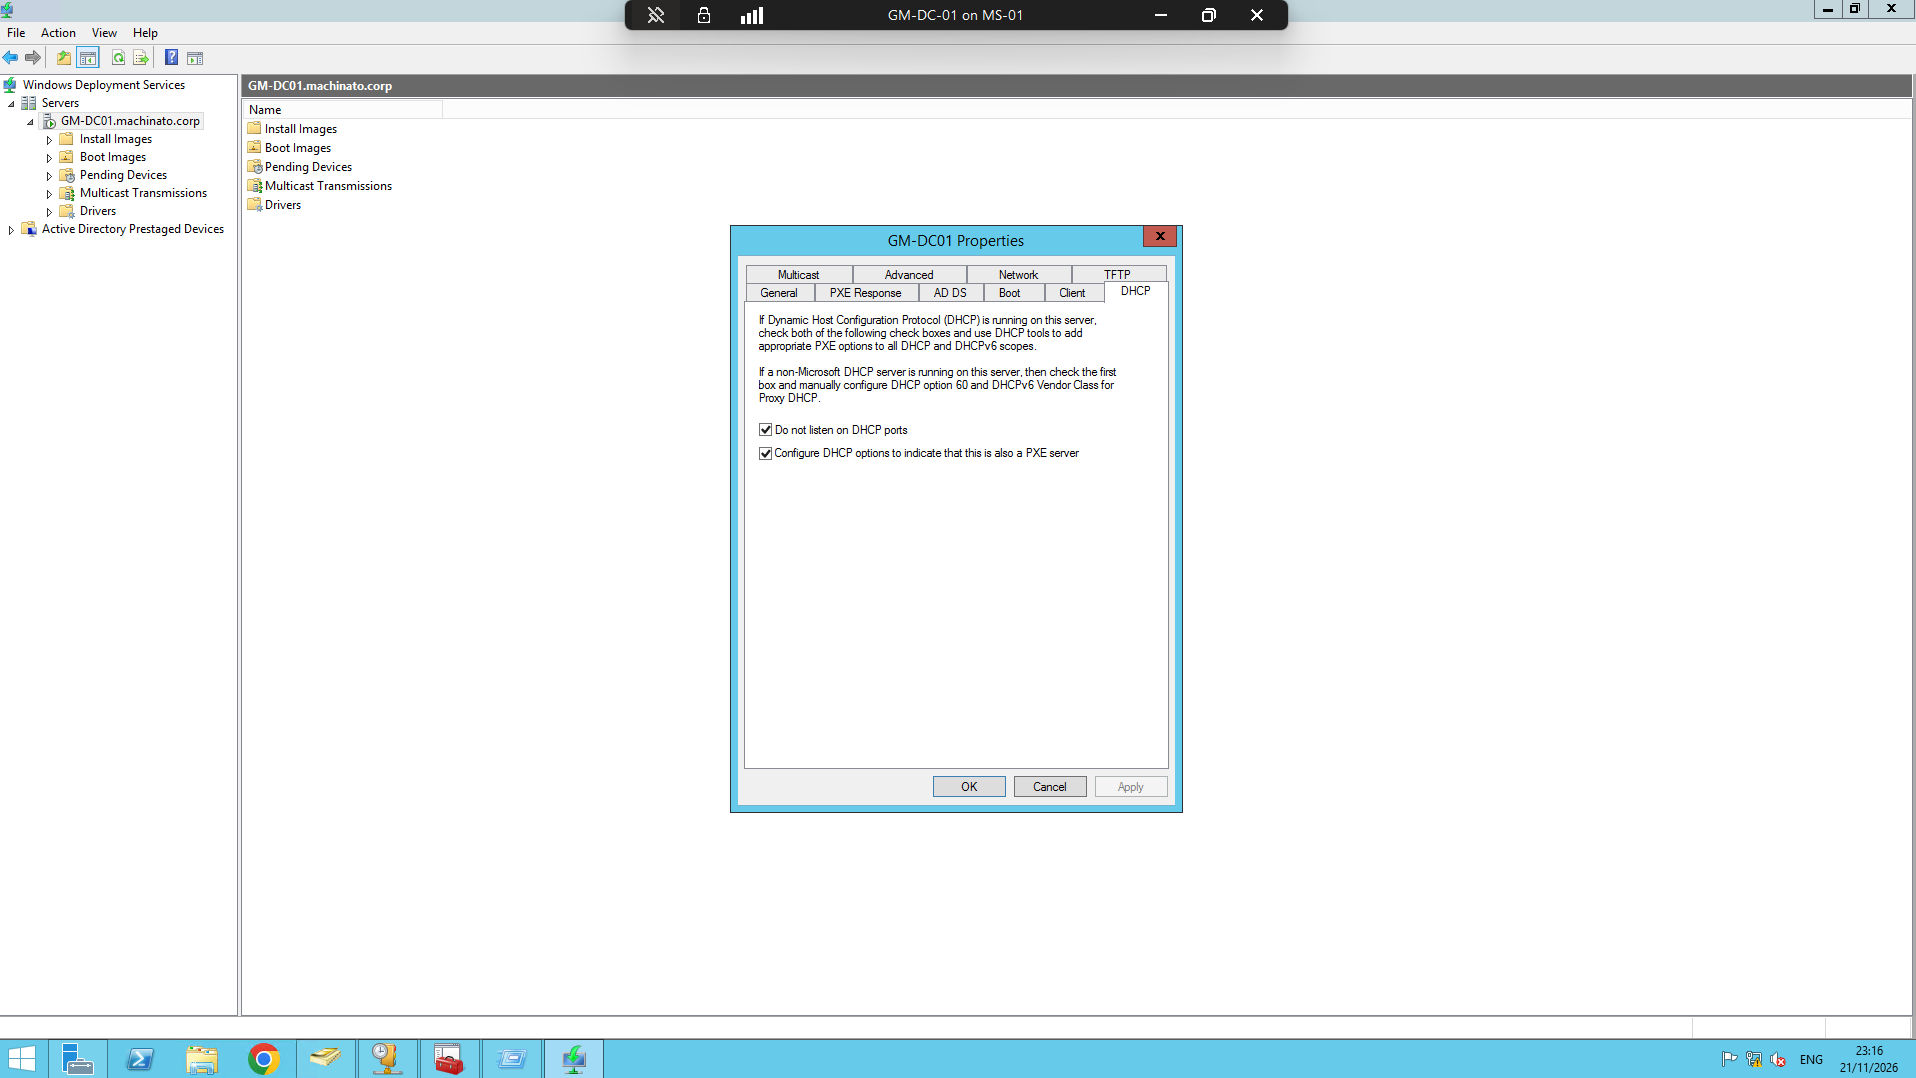 GM-DC-01 on MS-01
File Action View Help
Windows Deployment Services
Servers
GM-DC01.machinato.corp
Install Images
Boot Images
Pending Devices
Multicast Transmissions
Drivers
Active Directory Prestaged Devices
GM-DC01.machinato.corp
Name
Install Images
Boot Images
Pending Devices
Multicast Transmissions
Drivers
GM-DC01 Properties
Multicast Advanced Network TFTP
General PXE Response AD DS Boot Client DHCP
If Dynamic Host Configuration Protocol (DHCP) is running on this server,
check both of the following check boxes and use DHCP tools to add
appropriate PXE options to all DHCP and DHCPv6 scopes.
If a non-Microsoft DHCP server is running on this server, then check the first
box and manually configure DHCP option 60 and DHCPv6 Vendor Class for
Proxy DHCP.
Do not listen on DHCP ports
Configure DHCP options to indicate that this is also a PXE server
OK Cancel Apply
ENG
23:16
21/11/2026